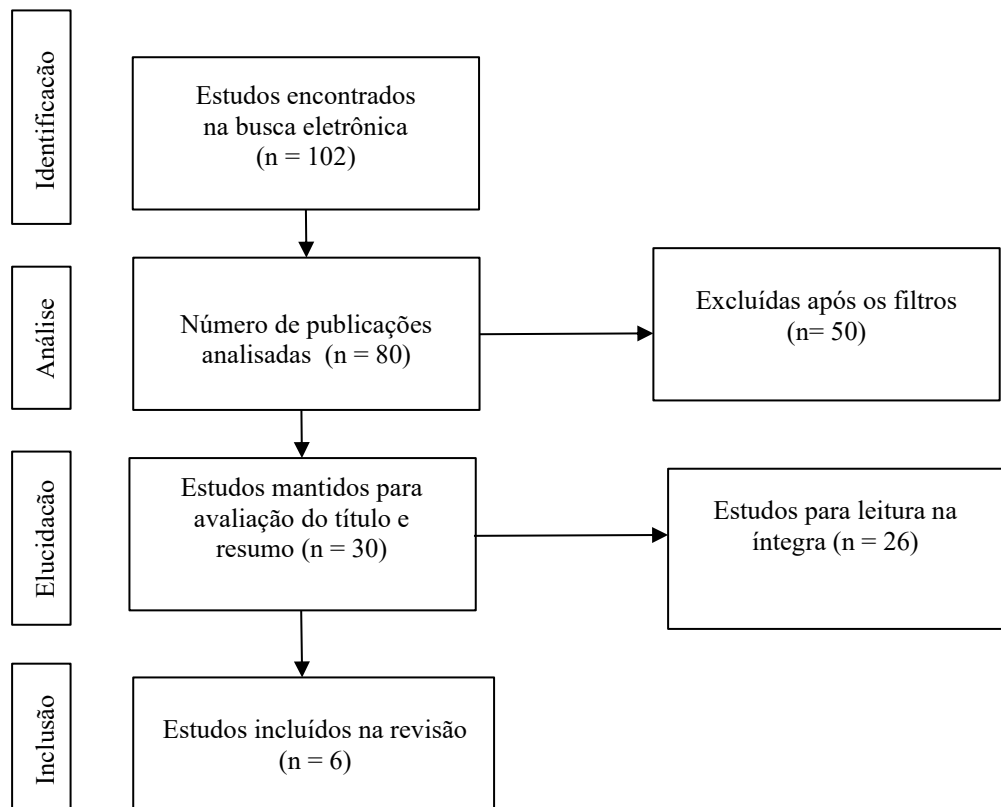 Identificação
Estudos encontrados
na busca eletrônica
(n = 102)
Análise
Número de publicações
analisadas (n = 80)
Excluídas após os filtros
(n= 50)
Elucidação
Estudos mantidos para
avaliação do título e
resumo (n = 30)
Estudos para leitura na
íntegra (n = 26)
Inclusão
Estudos incluídos na revisão
(n = 6)